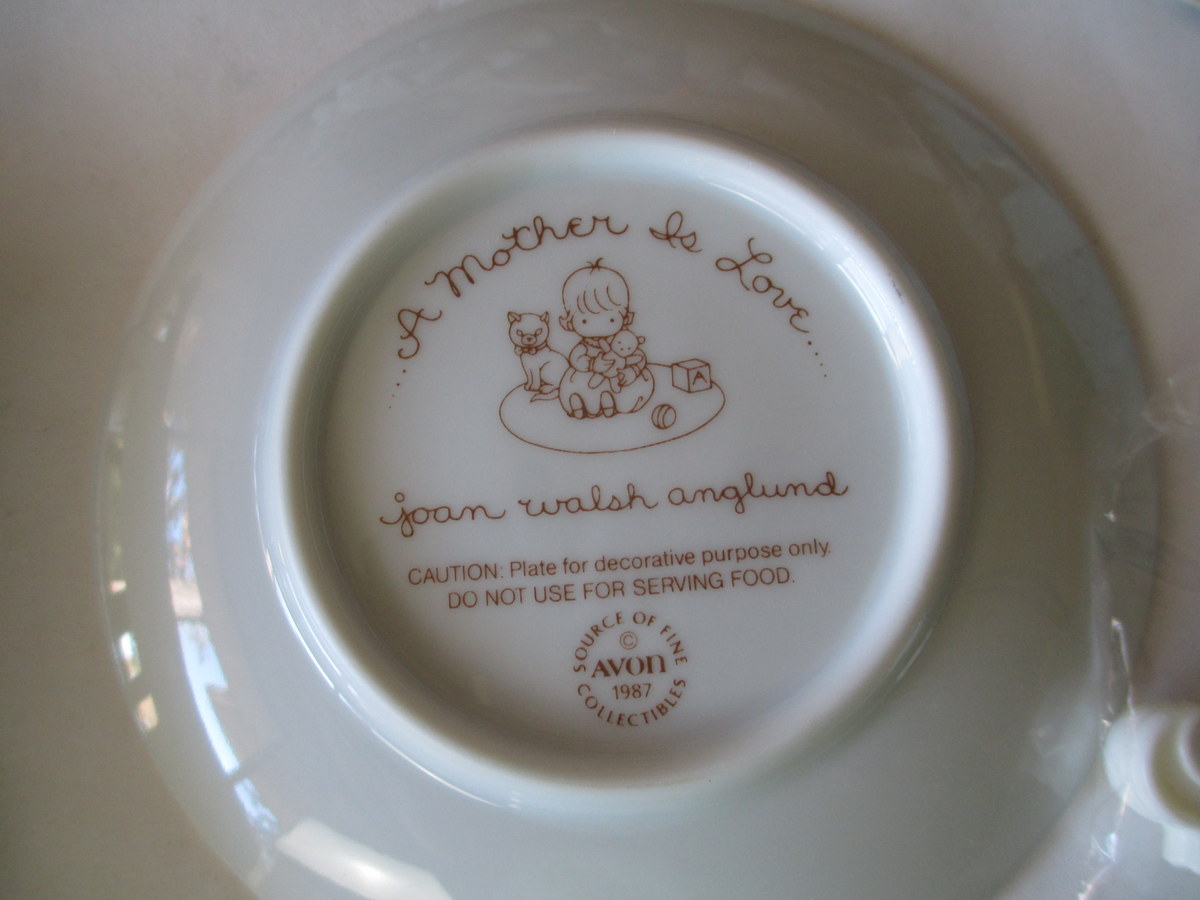 ...A Mother Is Love....
A
joan walsh anglund
CAUTION: Plate for decorative purpose only.
DO NOT USE FOR SERVING FOOD.
SOURCE OF FINE
©
AVON
1987
COLLECTIBLES